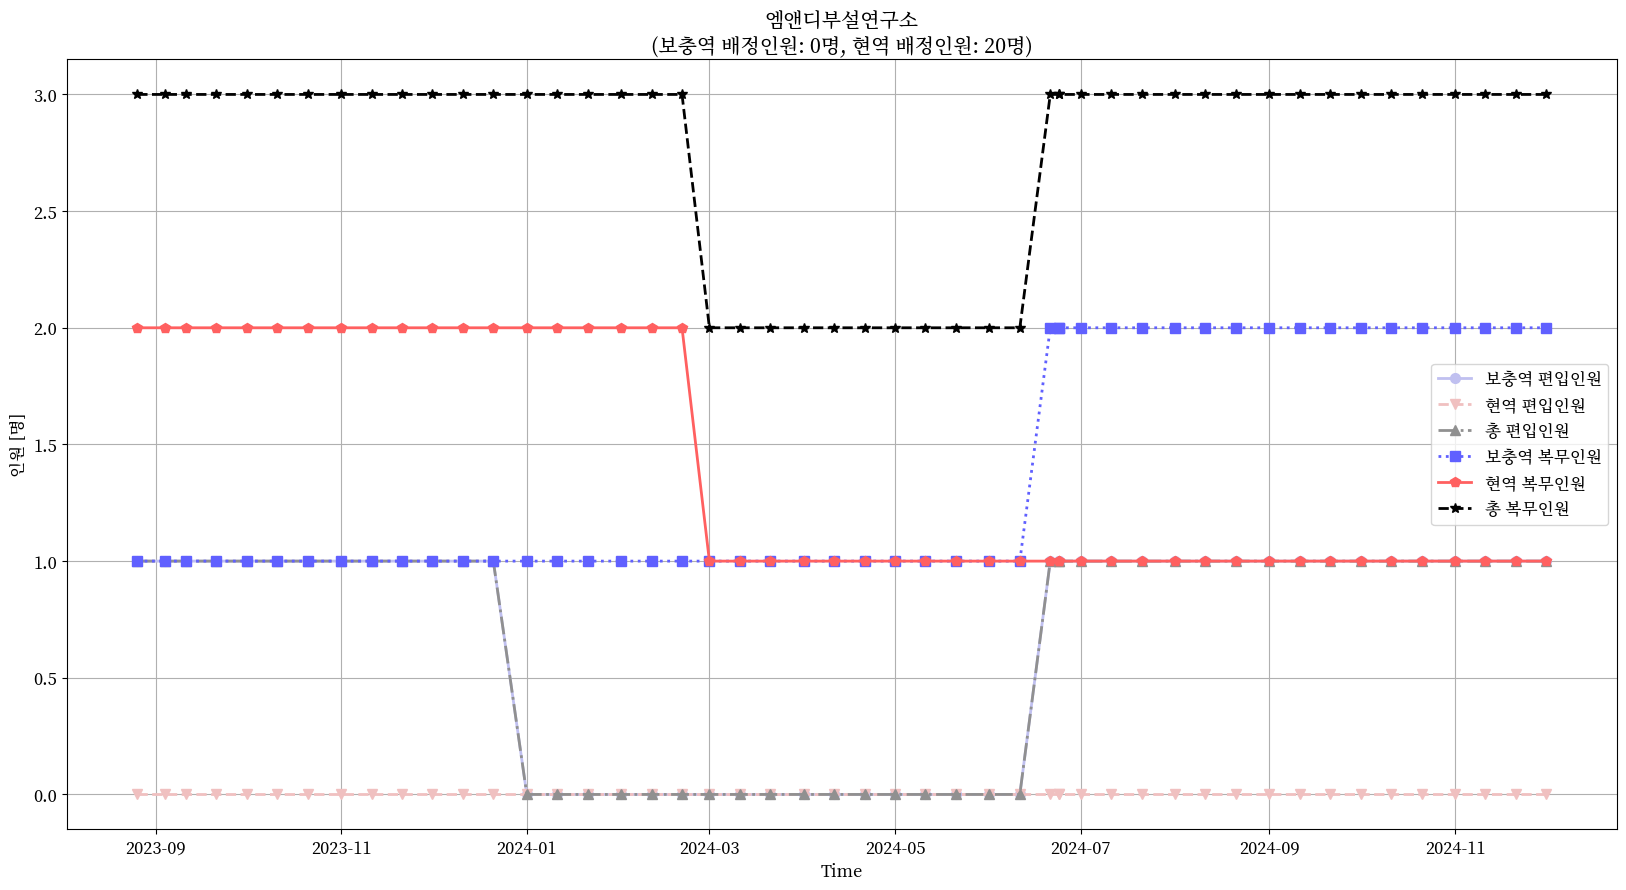 엠앤디부설연구소
(보충역 배정인원: 0명, 현역 배정인원: 20명)
3.0
2.5
2.0
1.5
1.0
0.5
0.0
인원 [명]
보충역 편입인원
현역 편입인원
총 편입인원
보충역 복무인원
현역 복무인원
총 복무인원
2023-09 2023-11 2024-01 2024-03 2024-05 2024-07 2024-09 2024-11
Time